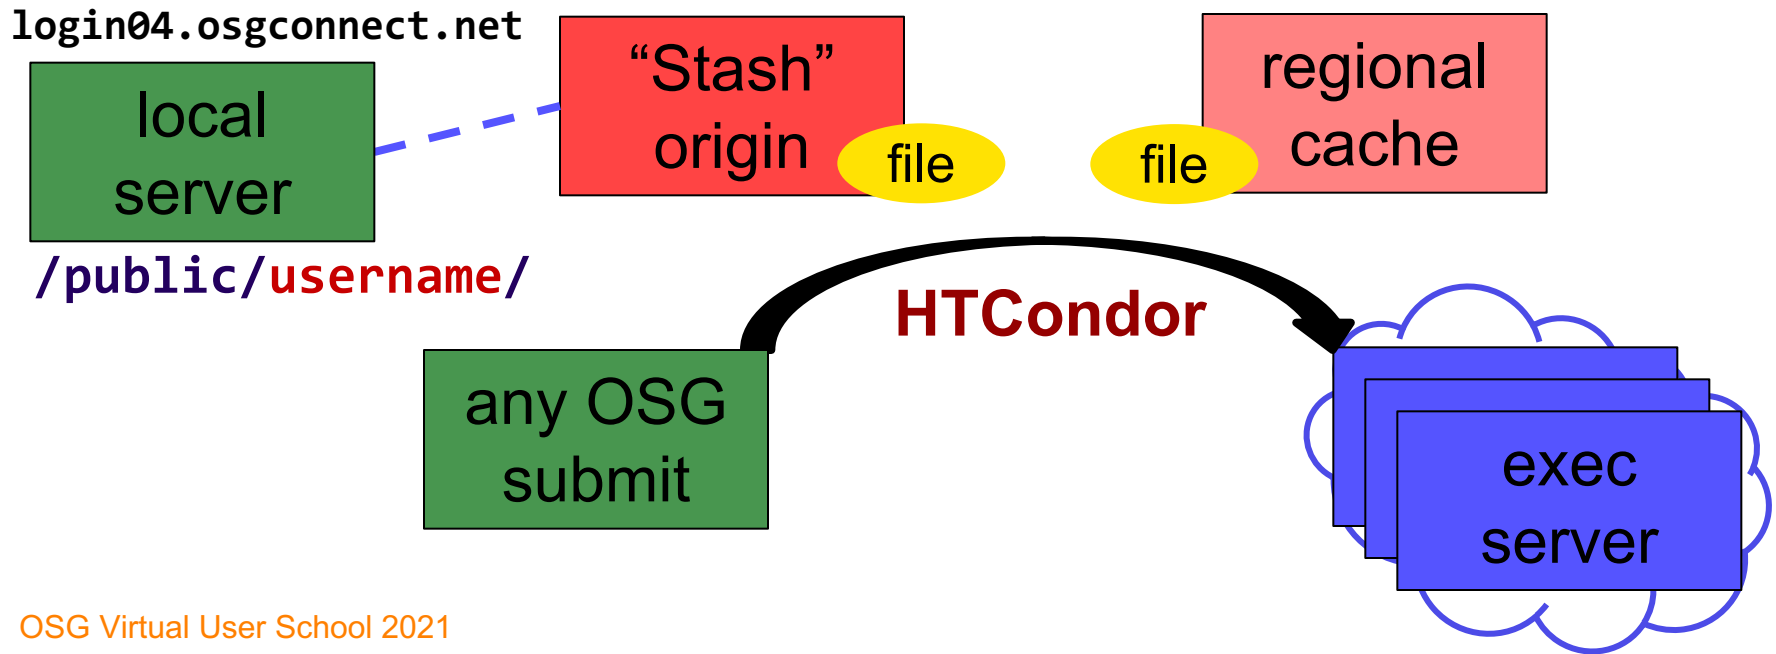 login04.osgconnect.net
local
server
/public/username/
“Stash”
origin
file
file
regional
cache
HTCondor
any OSG
submit
exec
server
OSG Virtual User School 2021